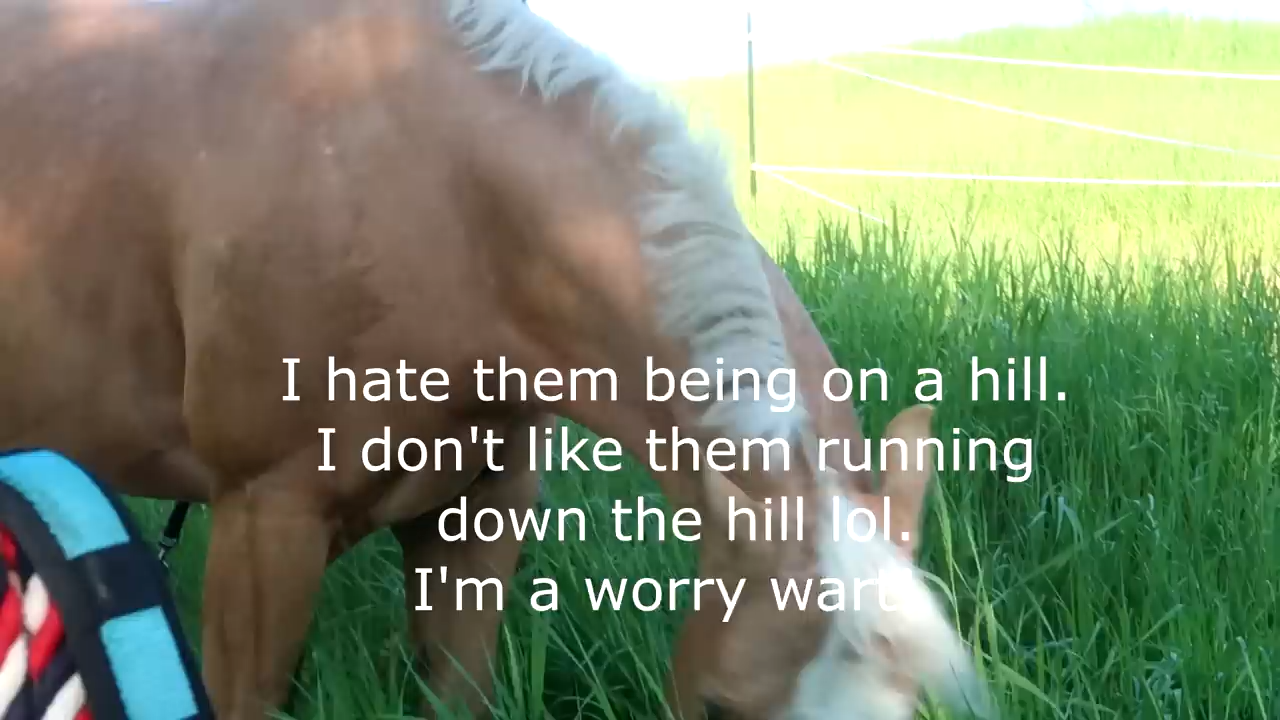 I hate them being on a hill.
I don't like them running
down the hill lol.
I'm a worry wart